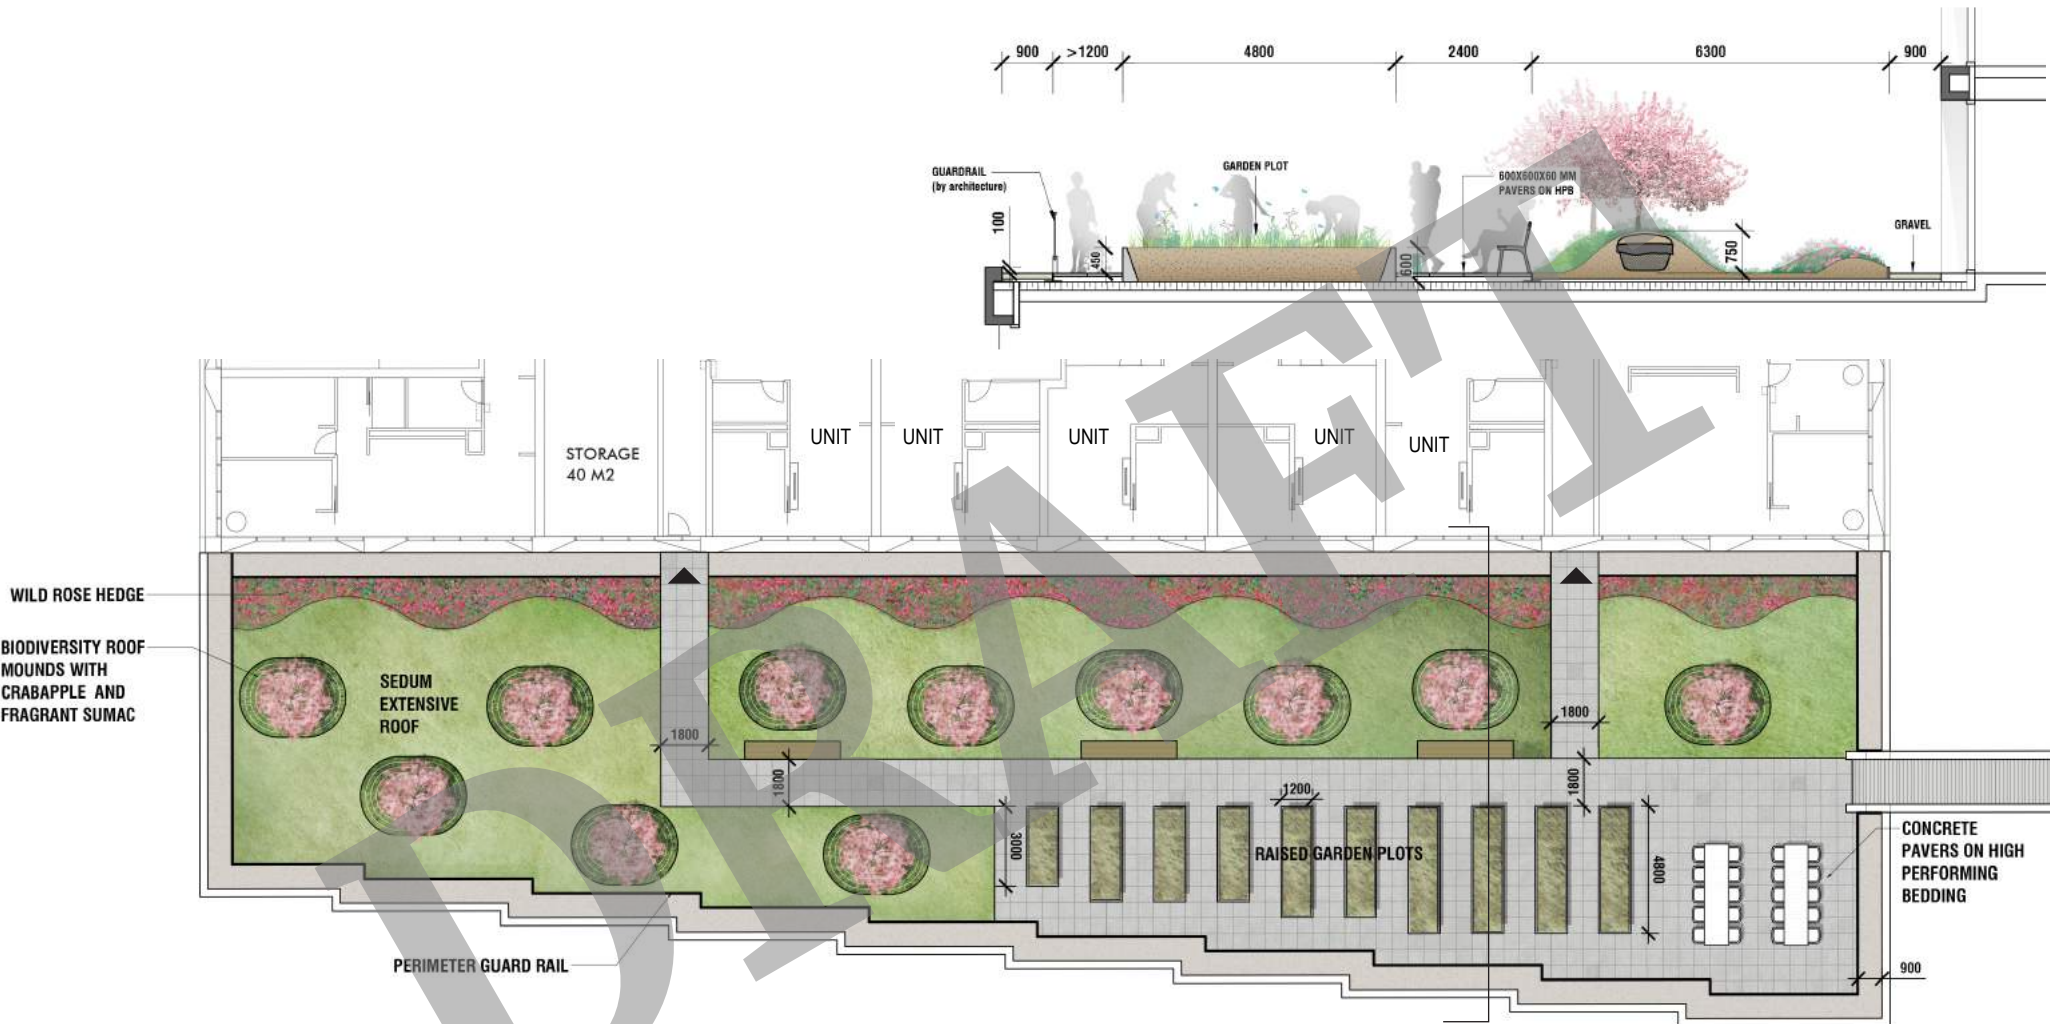 900
>1200
4800
2400
6300
900
GUARDRAIL
(by architecture)
GARDEN PLOT
600X600X60 MM
PAVERS ON HPB
GRAVEL
100
450
600
750
STORAGE
40 M2
UNIT
UNIT
UNIT
UNIT
UNIT
WILD ROSE HEDGE
BIODIVERSITY ROOF
MOUNDS WITH
CRABAPPLE AND
FRAGRANT SUMAC
SEDUM
EXTENSIVE
ROOF
1800
1800
1800
1800
1200
3000
4800
RAISED GARDEN PLOTS
CONCRETE
PAVERS ON HIGH
PERFORMING
BEDDING
PERIMETER GUARD RAIL
900
DRAFT